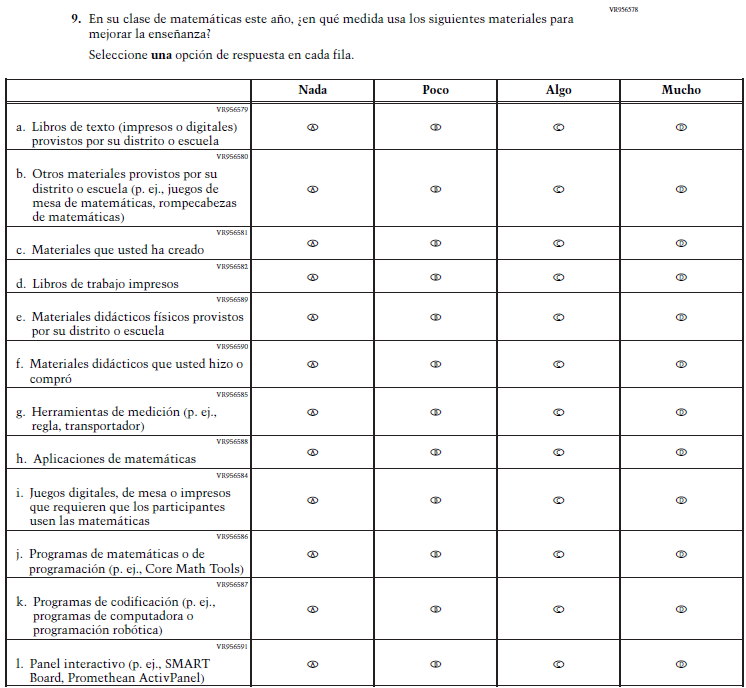 VR956578
9. En su clase de matemáticas este año, ¿en qué medida usa los siguientes materiales para
mejorar la enseñanza?
Seleccione una opción de respuesta en cada fila.
Nada Poco Algo Mucho
VR956579
a. Libros de texto (impresos o digitales)
provistos por su distrito o escuela
A B C D
VR956580
b. Otros materiales provistos por su
distrito o escuela (p. ej., juegos de
mesa de matemáticas, rompecabezas
de matemáticas)
A B C D
VR956581
c. Materiales que usted ha creado
A B C D
VR956582
d. Libros de trabajo impresos
A B C D
VR956589
e. Materiales didácticos físicos provistos
por su distrito o escuela
A B C D
VR956590
f. Materiales didácticos que usted hizo o
compró
A B C D
VR956585
g. Herramientas de medición (p. ej.,
regla, transportador)
A B C D
VR956588
h. Aplicaciones de matemáticas
A B C D
VR956584
i. Juegos digitales, de mesa o impresos
que requieren que los participantes
usen las matemáticas
A B C D
VR956586
j. Programas de matemáticas o de
programación (p. ej., Core Math Tools)
A B C D
VR956587
k. Programas de codificación (p. ej.,
programas de computadora o
programación robótica)
A B C D
VR956591
l. Panel interactivo (p. ej., SMART
Board, Promethean ActivPanel)
A B C D